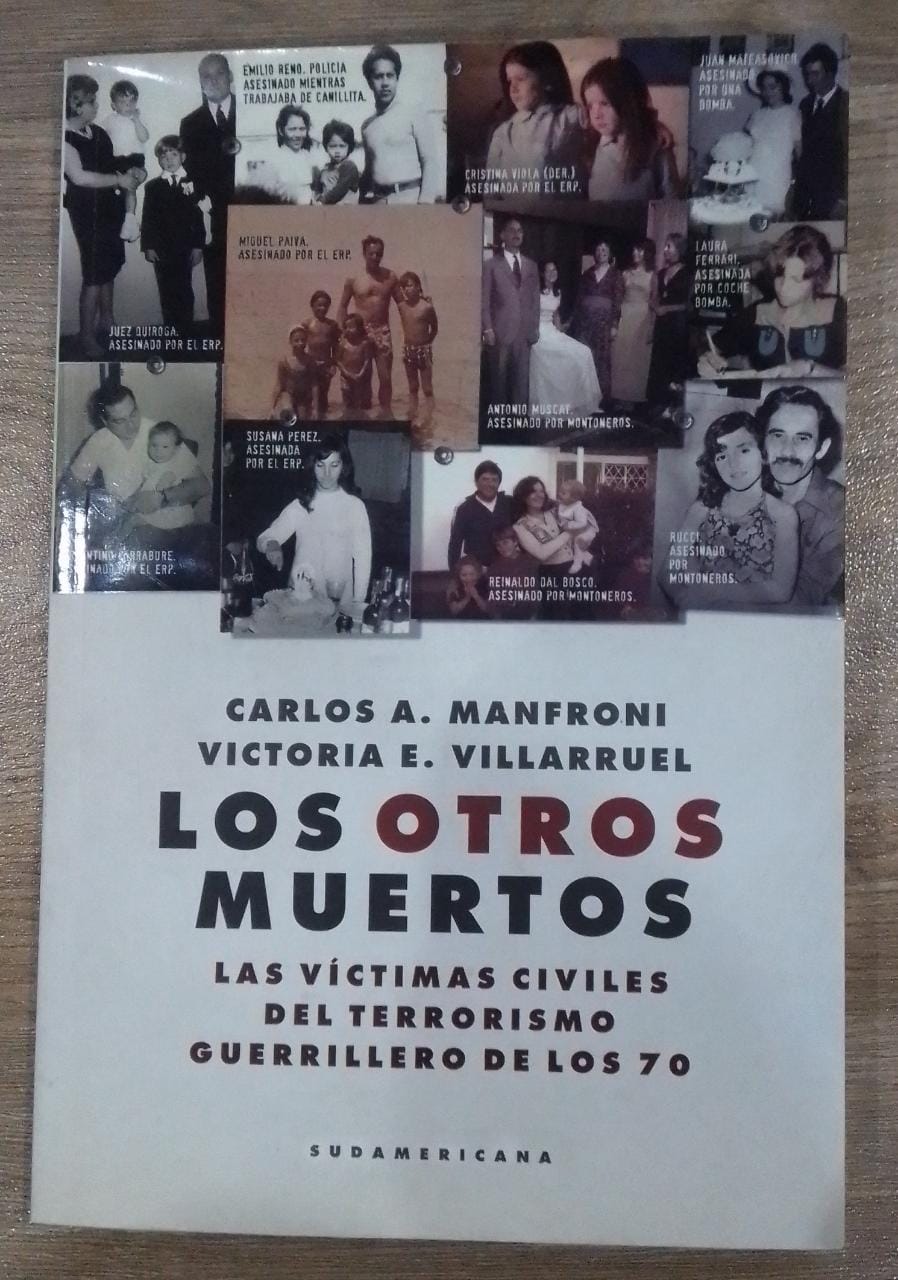 EMILIO RENO. POLICIA
ASESINADO MIENTRAS
TRABAJABA DE CANILLITA.
CRISTINA VIOLA (DER.)
ASESINADA POR EL ERP.
ASESINADO
POR UNA
BOMBA.
JUEZ QUIROGA.
ASESINADO POR EL ERP.
MIGUEL PAIVA.
ASESINADO POR EL ERP.
ANTONIO MUSCAT.
ASESINADO POR MONTONEROS.
LAURA
FERRARI.
ASESINADA
POR COCHE
BOMBA.
POR EL ERP.
SUSANA PEREZ.
ASESINADA
POR EL ERP.
REINALDO DAL BOSCO.
ASESINADO POR MONTONEROS.
RUCCI.
ASESINADO
POR
MONTONEROS.
CARLOS A. MANFRONI
VICTORIA E. VILLARRUEL
LOS OTROS
MUERTOS
LAS VÍCTIMAS CIVILES
DEL TERRORISMO
GUERRILLERO DE LOS 70
SUDAMERICANA